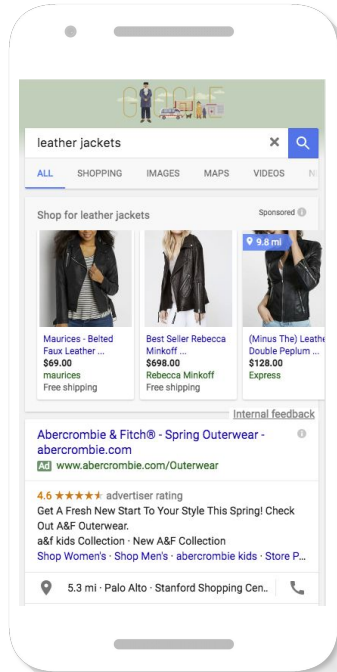 GOOGLE
leather jackets
ALL SHOPPING IMAGES MAPS VIDEOS
Shop for leather jackets
Sponsored
9.8 mi
Maurices - Belted
Faux Leather ...
$69.00
maurices
Free shipping
Best Seller Rebecca
Minkoff ...
$698.00
Rebecca Minkoff
Free shipping
(Minus The) Leathe
Double Peplum ...
$128.00
Express
Internal feedback
Abercrombie & Fitch® - Spring Outerwear -
abercrombie.com
Ad www.abercrombie.com/Outerwear
4.6 advertiser rating
Get A Fresh New Start To Your Style This Spring! Check
Out A&F Outerwear.
a&f kids Collection · New A&F Collection
Shop Women's · Shop Men's · abercrombie kids · Store P...
5.3 mi · Palo Alto · Stanford Shopping Cen..